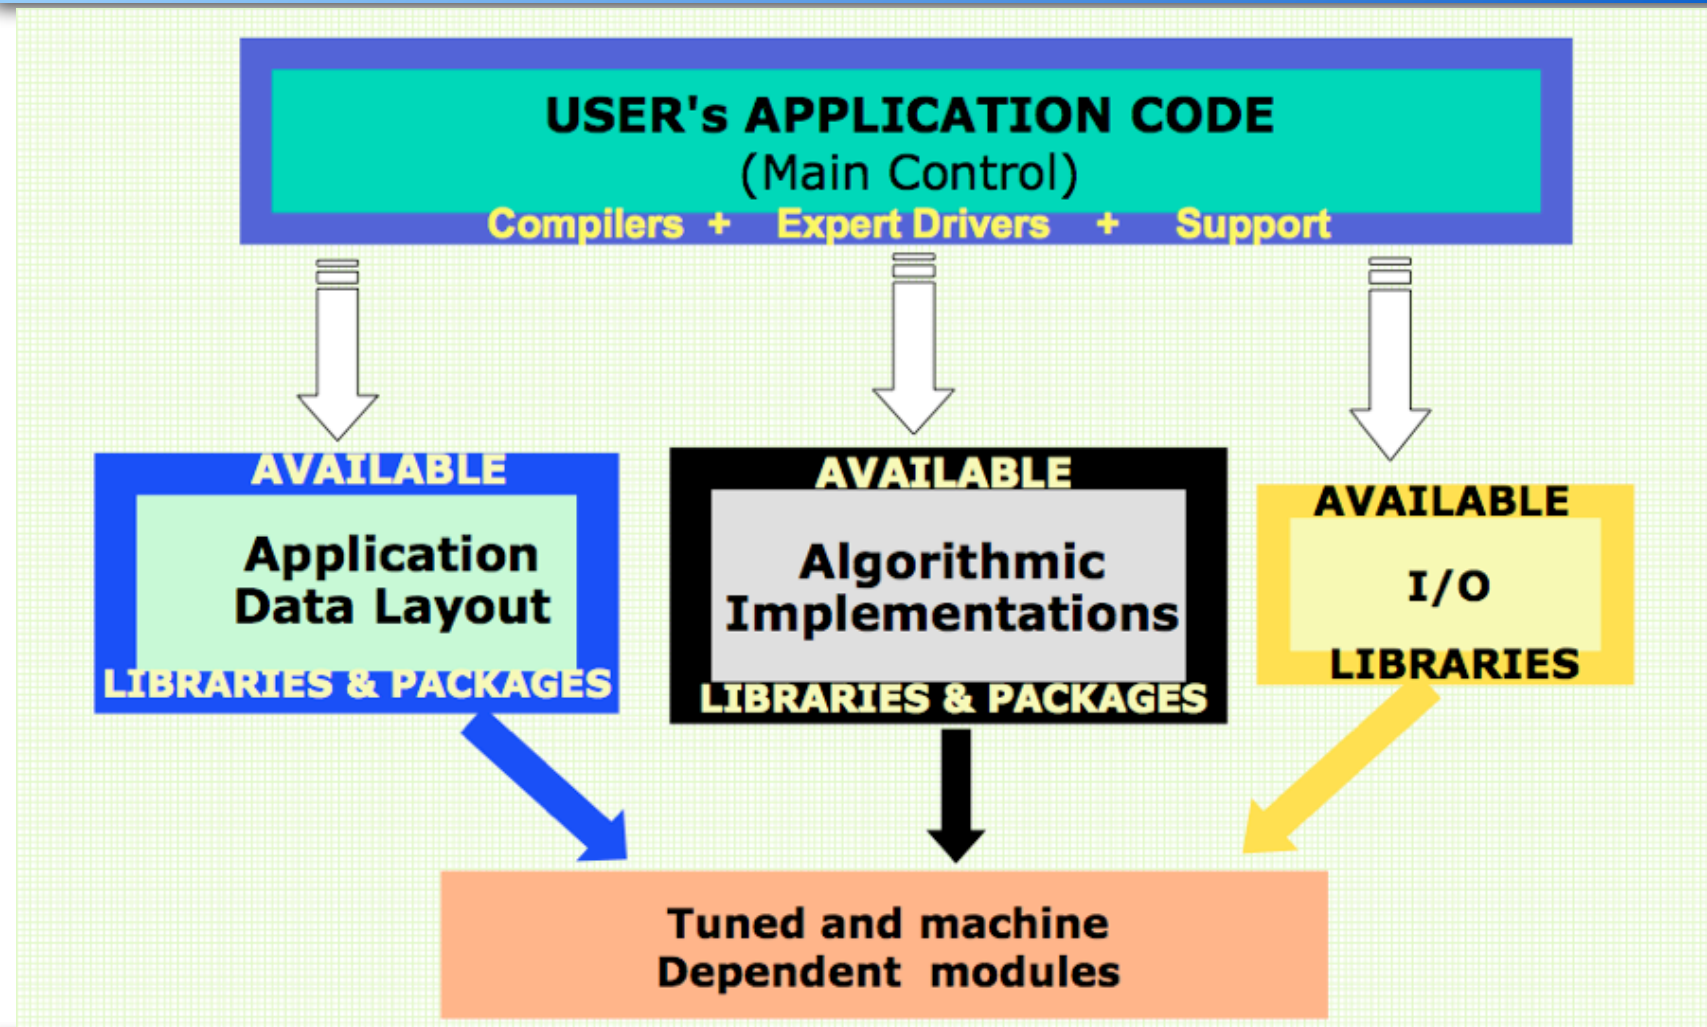 USER's APPLICATION CODE
(Main Control)
Compilers + Expert Drivers + Support
AVAILABLE
Application
Data Layout
LIBRARIES & PACKAGES
AVAILABLE
Algorithmic
Implementations
LIBRARIES & PACKAGES
AVAILABLE
I/O
LIBRARIES
Tuned and machine
Dependent modules